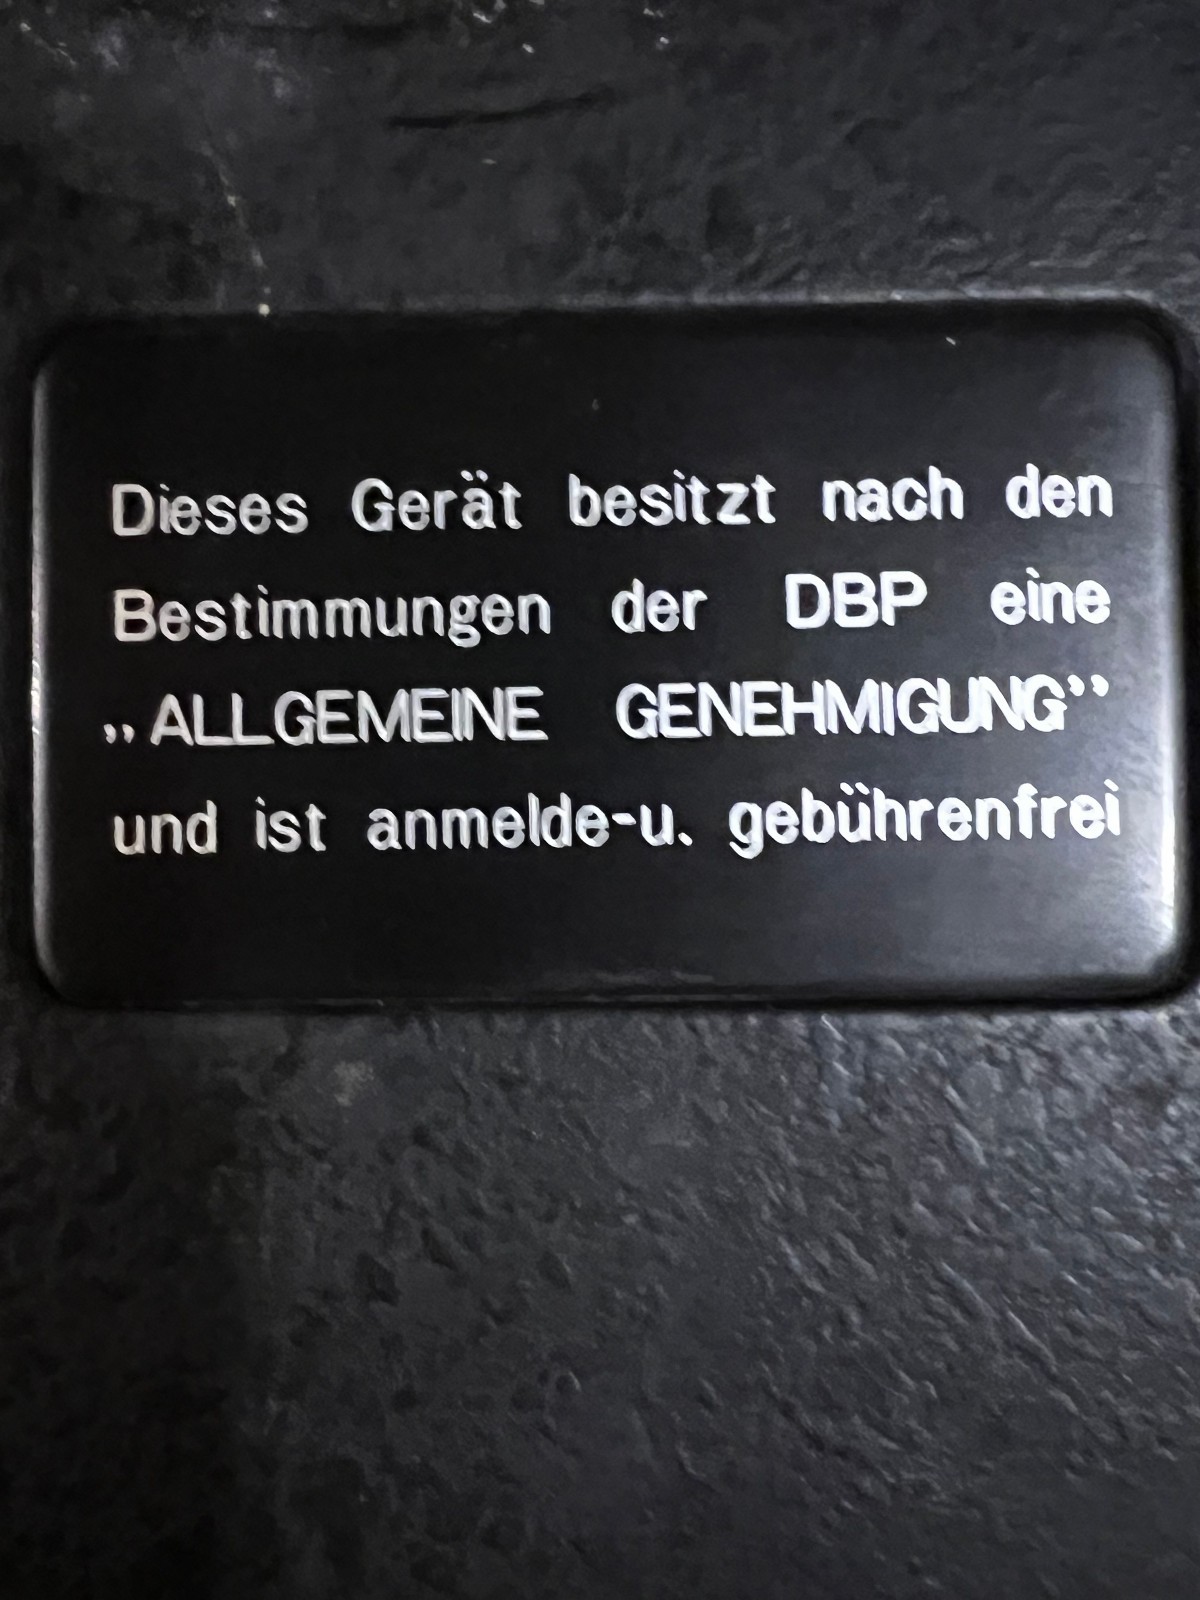 Dieses Gerät besitzt nach den
Bestimmungen der DBP eine
„ALLGEMEINE GENEHMIGUNG”
und ist anmelde-u. gebührenfrei